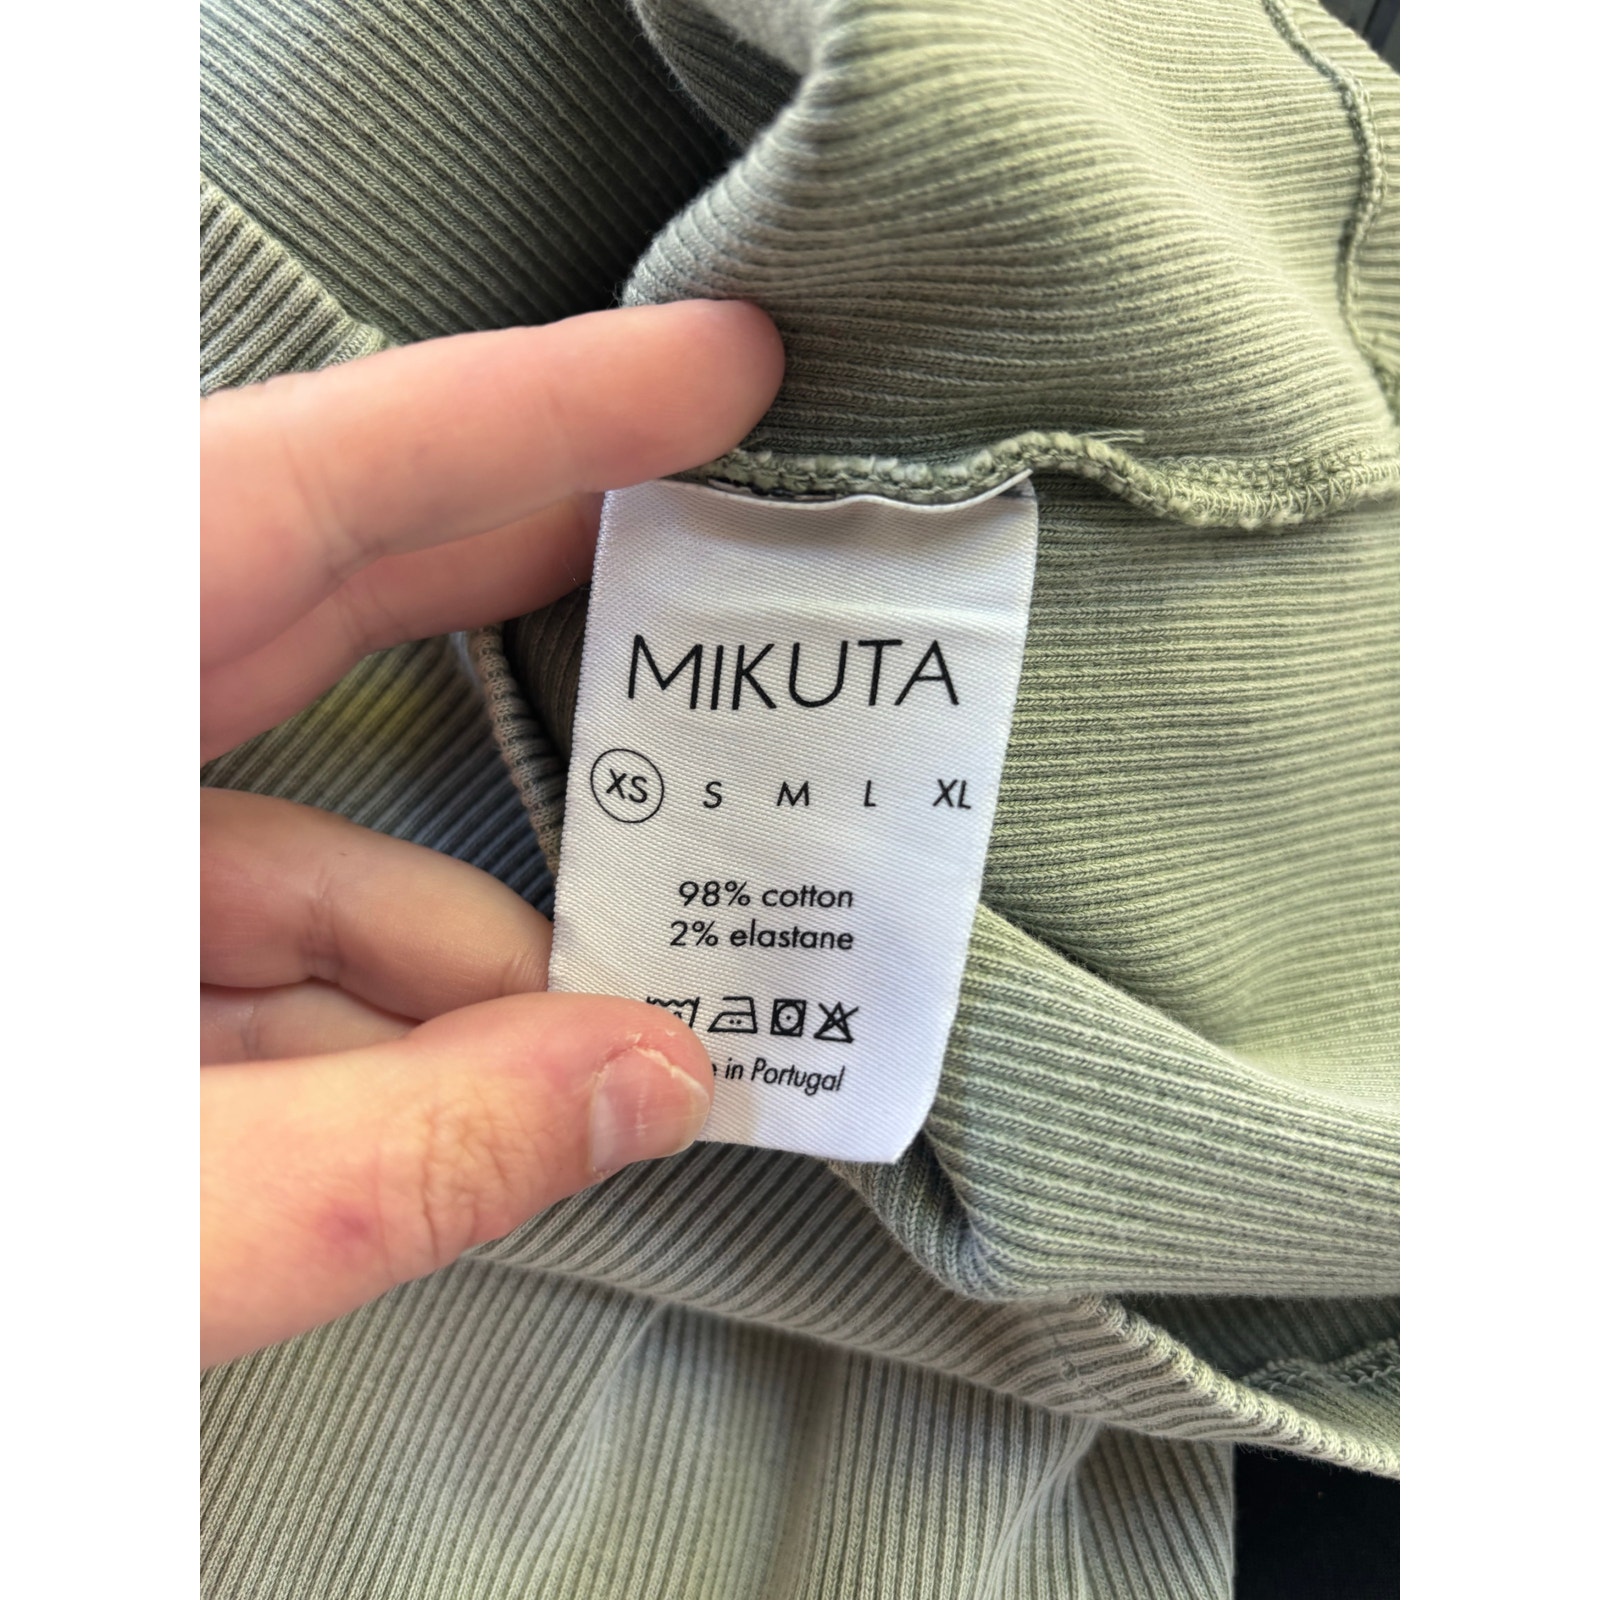 MIKUTA
XS S M L XL
98% cotton
2% elastane
in Portugal